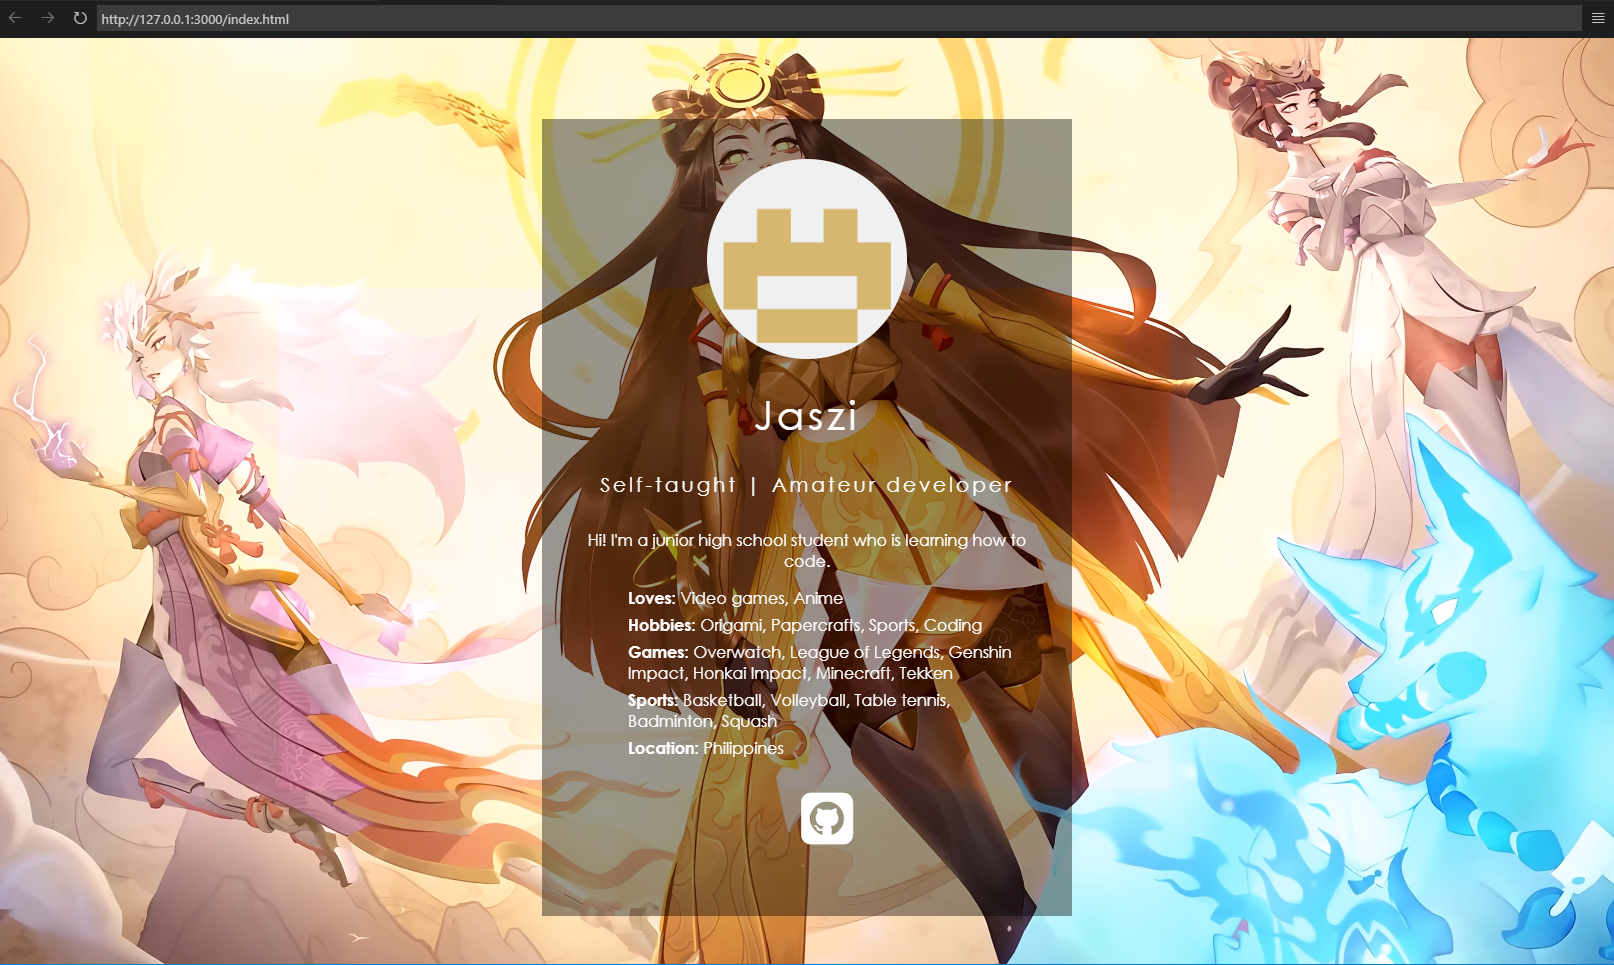 http://127.0.0.1:3000/index.html
Jaszi
Self-taught | Amateur developer
Hi! I'm a junior high school student who is learning how to
code.
Loves: Video games, Anime
Hobbies: Origami, Papercrafts, Sports, Coding
Games: Overwatch, League of Legends, Genshin
Impact, Honkai Impact, Minecraft, Tekken
Sports: Basketball, Volleyball, Table tennis,
Badminton, Squash
Location: Philippines